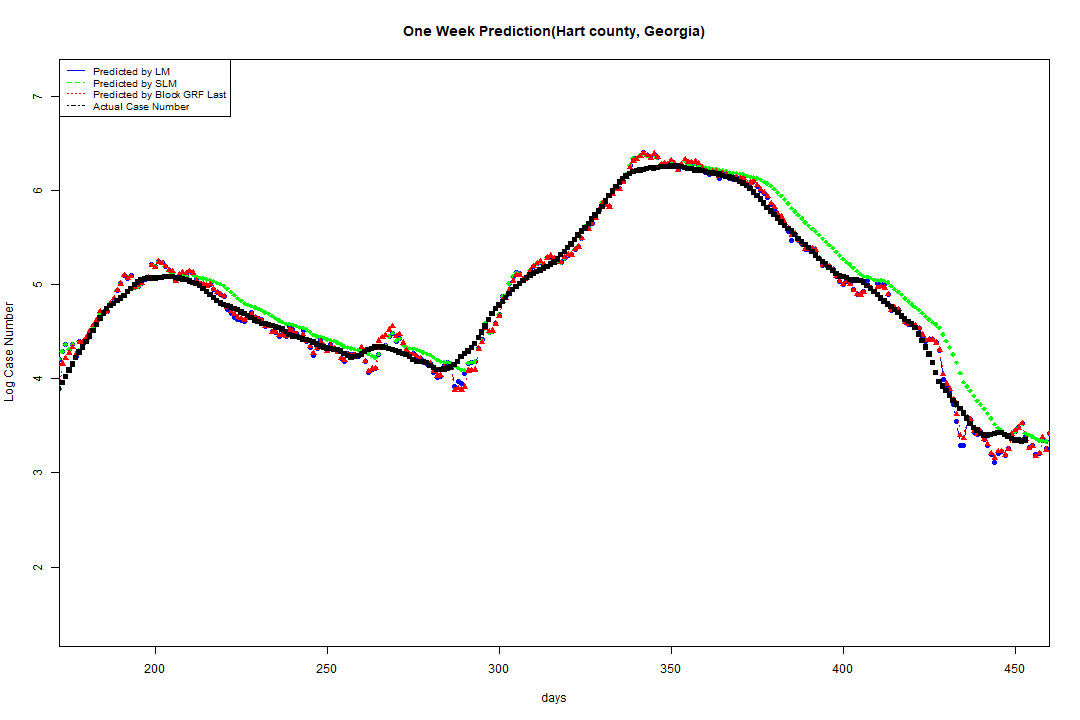 One Week Prediction(Hart county, Georgia)
Predicted by LM
Predicted by SLM
Predicted by Block GRF Last
Actual Case Number
7
6
5
4
3
2
Log Case Number
200 250 300 350 400 450
days